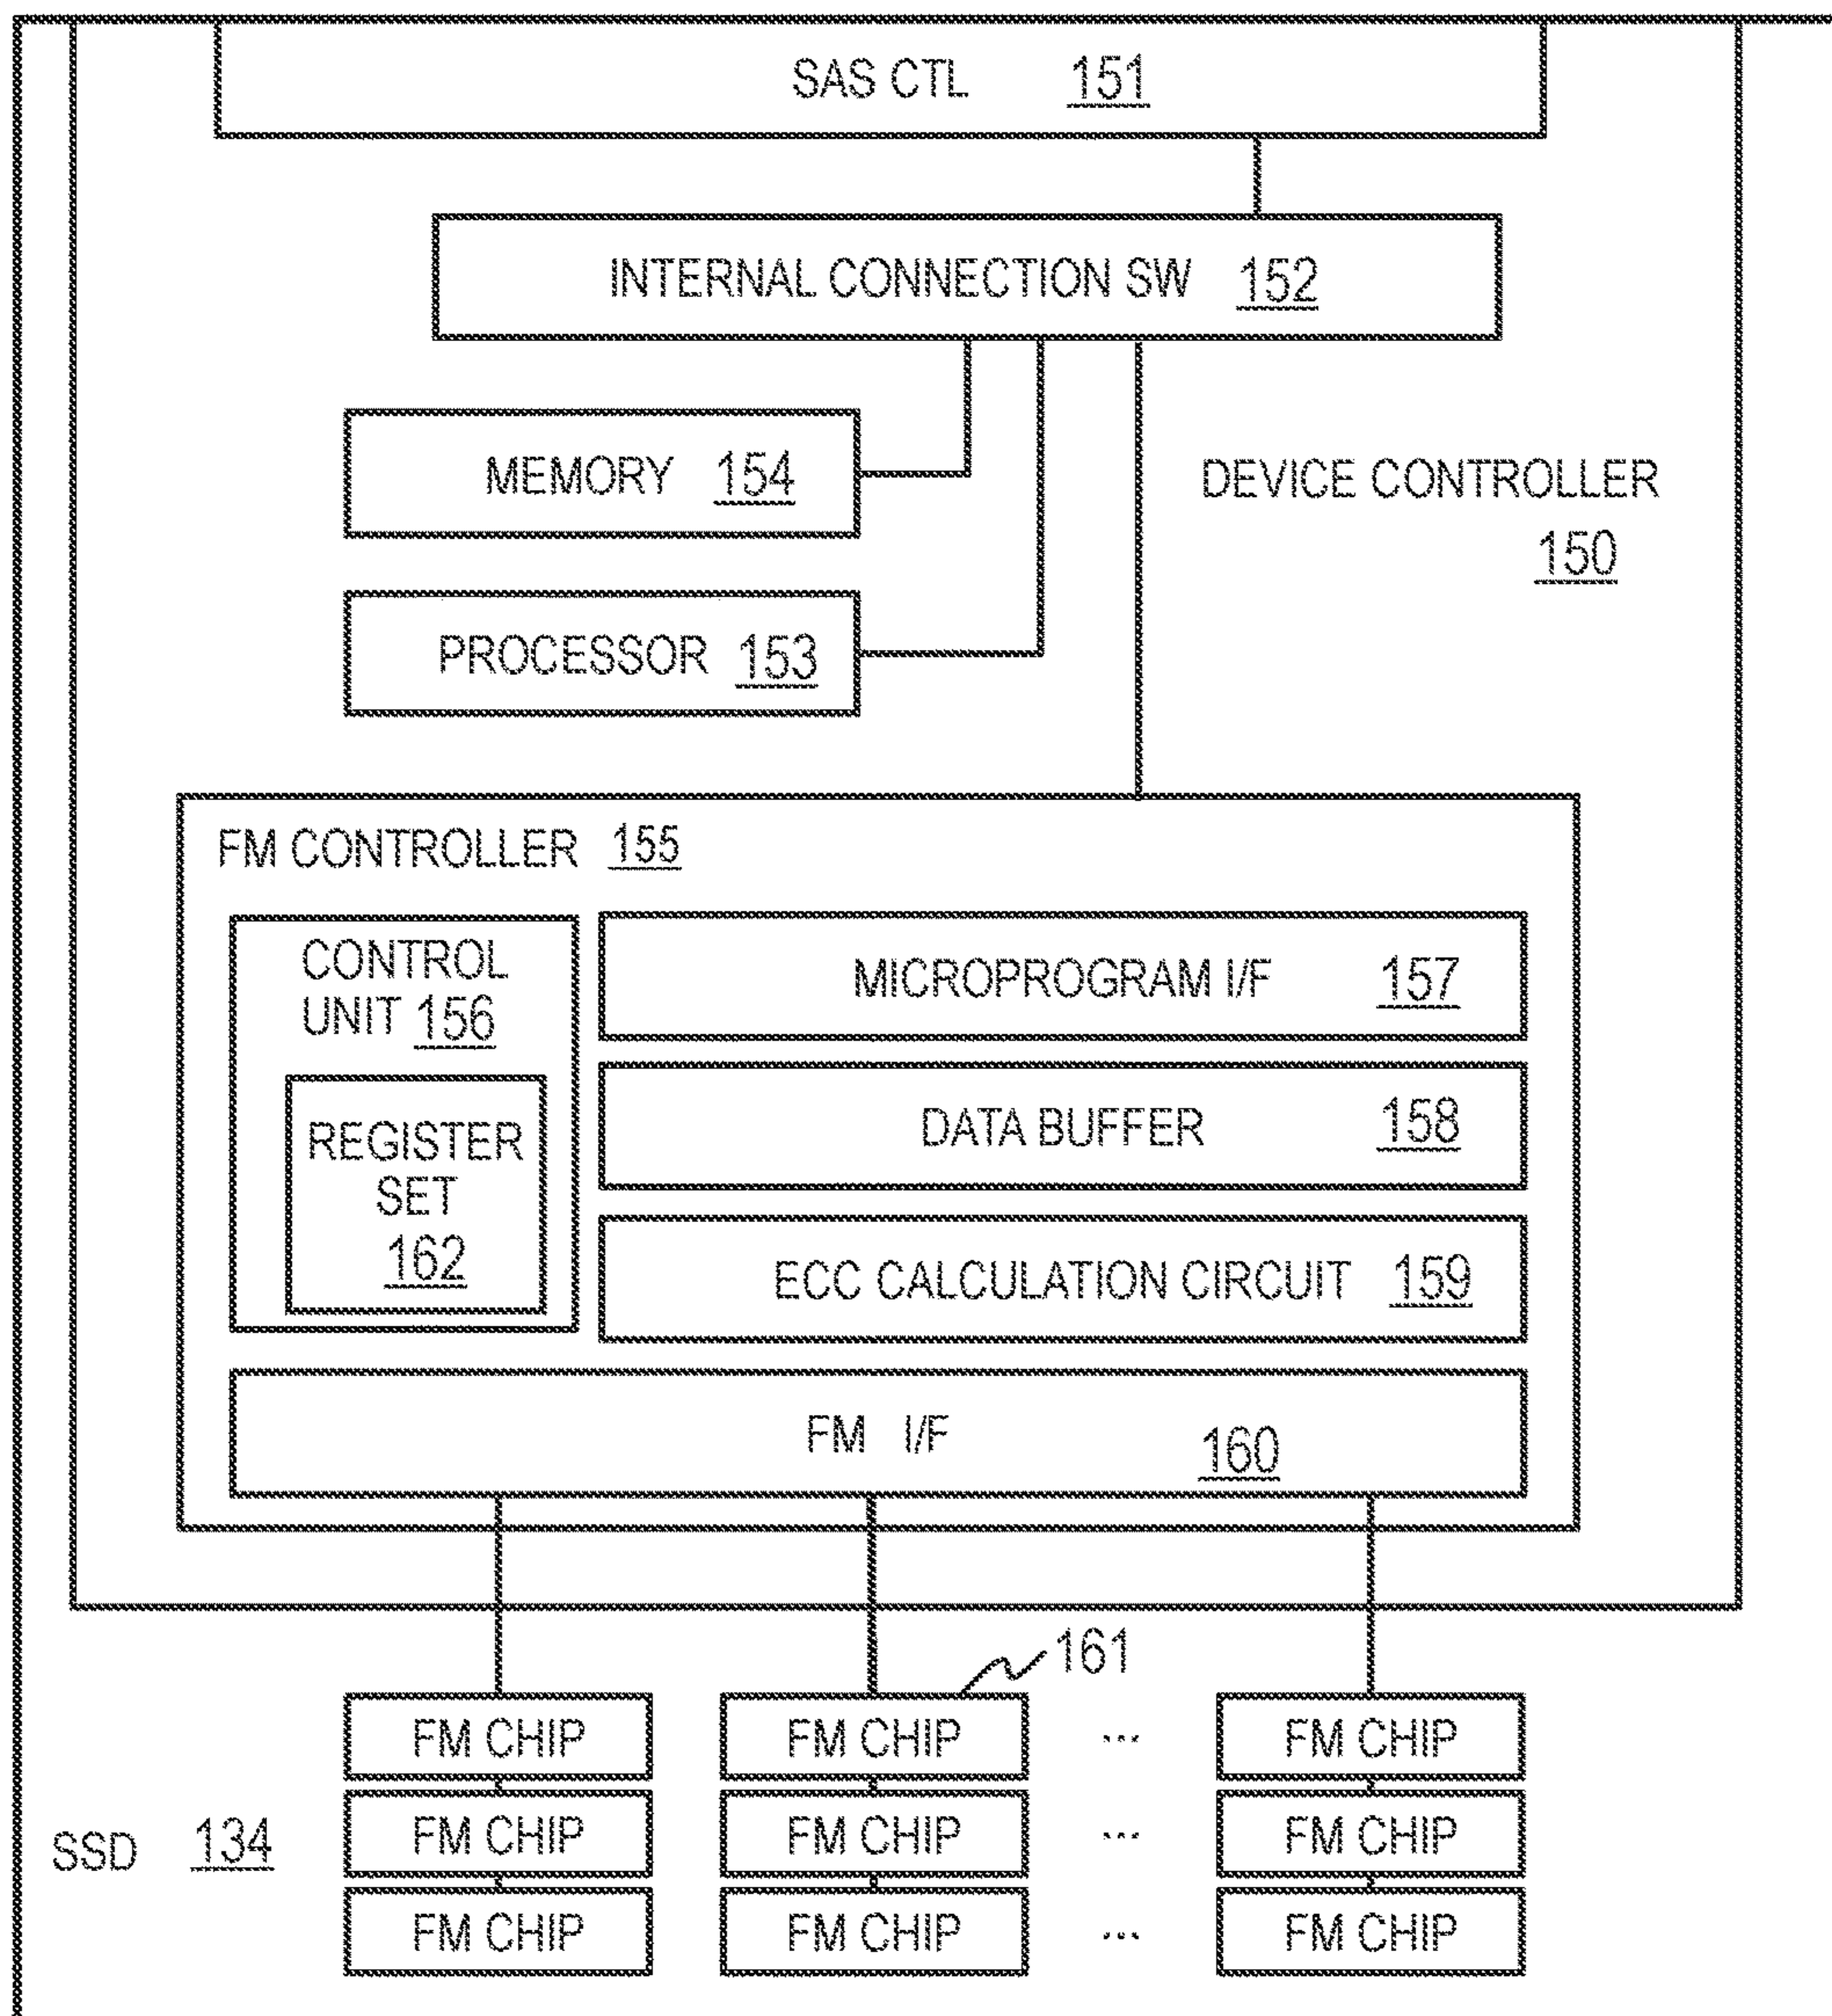 SAS CTL 151
INTERNAL CONNECTION SW 152
MEMORY 154
DEVICE CONTROLLER
150
PROCESSOR 153
FM CONTROLLER 155
CONTROL
UNIT 156
REGISTER
SET
162
MICROPROGRAM I/F 157
DATA BUFFER 158
ECC CALCULATION CIRCUIT 159
FM I/F 160
161
FM CHIP FM CHIP ... FM CHIP
FM CHIP FM CHIP ... FM CHIP
SSD 134
FM CHIP FM CHIP ... FM CHIP